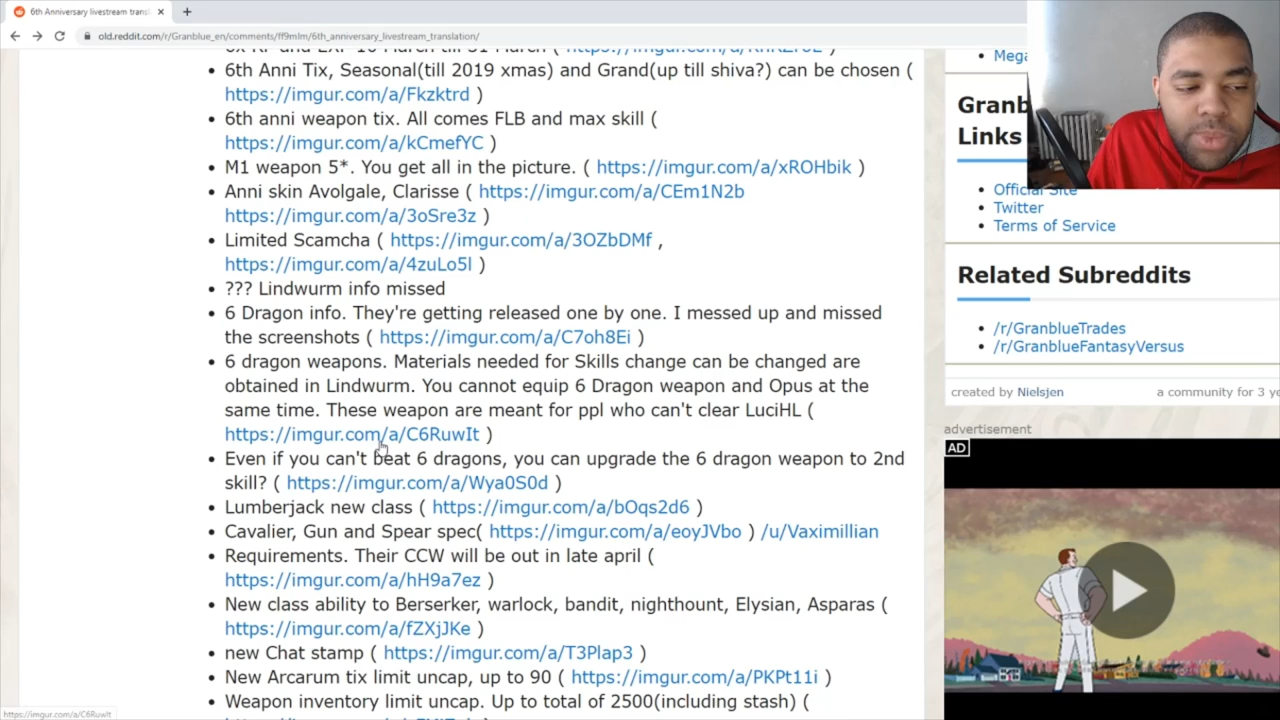 6th Anniversary livestream transl
old.reddit.com/r/Granblue_en/comments/ff9mlm/6th_anniversary_livestream_translation/
6th Anni Tix, Seasonal(till 2019 xmas) and Grand(up till shiva?) can be chosen (
https://imgur.com/a/Fkzktrd )
6th anni weapon tix. All comes FLB and max skill (
https://imgur.com/a/kCmefYC )
M1 weapon 5*. You get all in the picture. ( https://imgur.com/a/xROHbik )
Anni skin Avolgale, Clarisse ( https://imgur.com/a/CEm1N2b
https://imgur.com/a/3oSre3z )
Limited Scamcha ( https://imgur.com/a/3OZbDMf ,
https://imgur.com/a/4zuLo5l )
??? Lindwurm info missed
6 Dragon info. They're getting released one by one. I messed up and missed
the screenshots ( https://imgur.com/a/C7oh8Ei )
6 dragon weapons. Materials needed for Skills change can be changed are
obtained in Lindwurm. You cannot equip 6 Dragon weapon and Opus at the
same time. These weapon are meant for ppl who can't clear LuciHL (
https://imgur.com/a/C6RuwIt )
Even if you can't beat 6 dragons, you can upgrade the 6 dragon weapon to 2nd
skill? ( https://imgur.com/a/Wya0S0d )
Lumberjack new class ( https://imgur.com/a/bOqs2d6 )
Cavalier, Gun and Spear spec( https://imgur.com/a/eoyJVbo ) /u/Vaximillian
Requirements. Their CCW will be out in late april (
https://imgur.com/a/hH9a7ez )
New class ability to Berserker, warlock, bandit, nighthount, Elysian, Asparas (
https://imgur.com/a/fZXjJKe )
new Chat stamp ( https://imgur.com/a/T3Plap3 )
New Arcarum tix limit uncap, up to 90 ( https://imgur.com/a/PKPt11i )
Weapon inventory limit uncap. Up to total of 2500(including stash) (
Mega
Granb
Links
Official Site
Twitter
Terms of Service
Related Subreddits
/r/GranblueTrades
/r/GranblueFantasyVersus
created by Nielsjen
a community for 3 ye
advertisement
AD
https://imgur.com/a/C6RuwIt